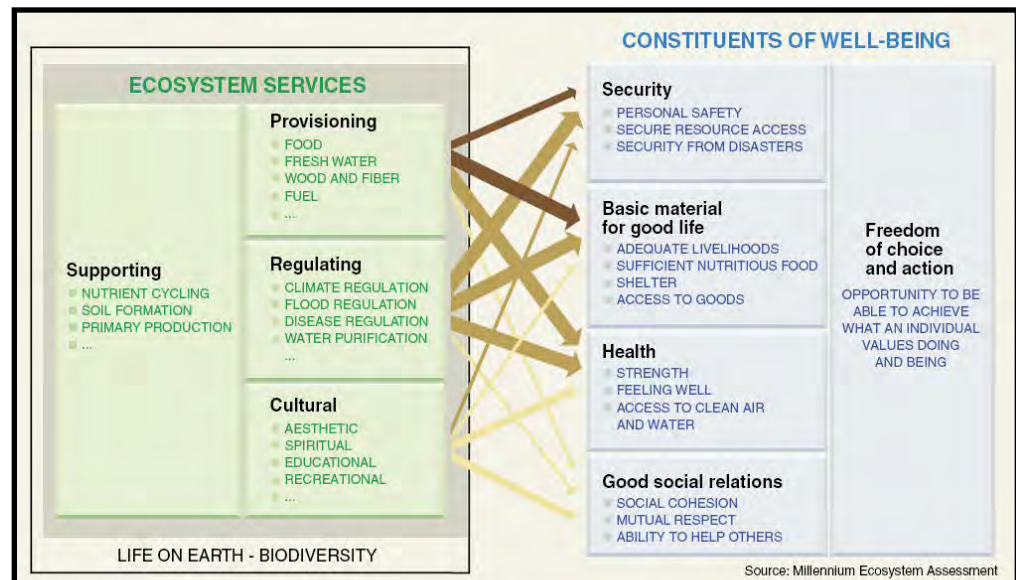 CONSTITUENTS OF WELL-BEING
ECOSYSTEM SERVICES
Supporting
NUTRIENT CYCLING
SOIL FORMATION
PRIMARY PRODUCTION
...
Provisioning
FOOD
FRESH WATER
WOOD AND FIBER
FUEL
...
Regulating
CLIMATE REGULATION
FLOOD REGULATION
DISEASE REGULATION
WATER PURIFICATION
...
Cultural
AESTHETIC
SPIRITUAL
EDUCATIONAL
RECREATIONAL
...
LIFE ON EARTH - BIODIVERSITY
Security
PERSONAL SAFETY
SECURE RESOURCE ACCESS
SECURITY FROM DISASTERS
Basic material
for good life
ADEQUATE LIVELIHOODS
SUFFICIENT NUTRITIOUS FOOD
SHELTER
ACCESS TO GOODS
Health
STRENGTH
FEELING WELL
ACCESS TO CLEAN AIR
AND WATER
Good social relations
SOCIAL COHESION
MUTUAL RESPECT
ABILITY TO HELP OTHERS
Freedom
of choice
and action
OPPORTUNITY TO BE
ABLE TO ACHIEVE
WHAT AN INDIVIDUAL
VALUES DOING
AND BEING
Source: Millennium Ecosystem Assessment